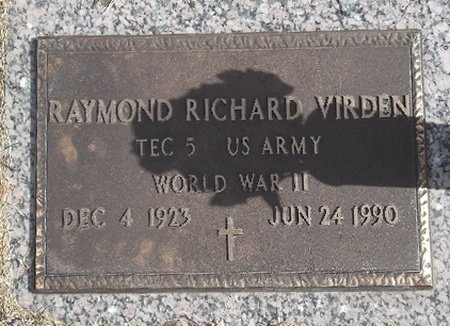 RAYMOND RICHARD VIRDEN
TEC 5 US ARMY
WORLD WAR II
DEC 4 1923 JUN 24 1990